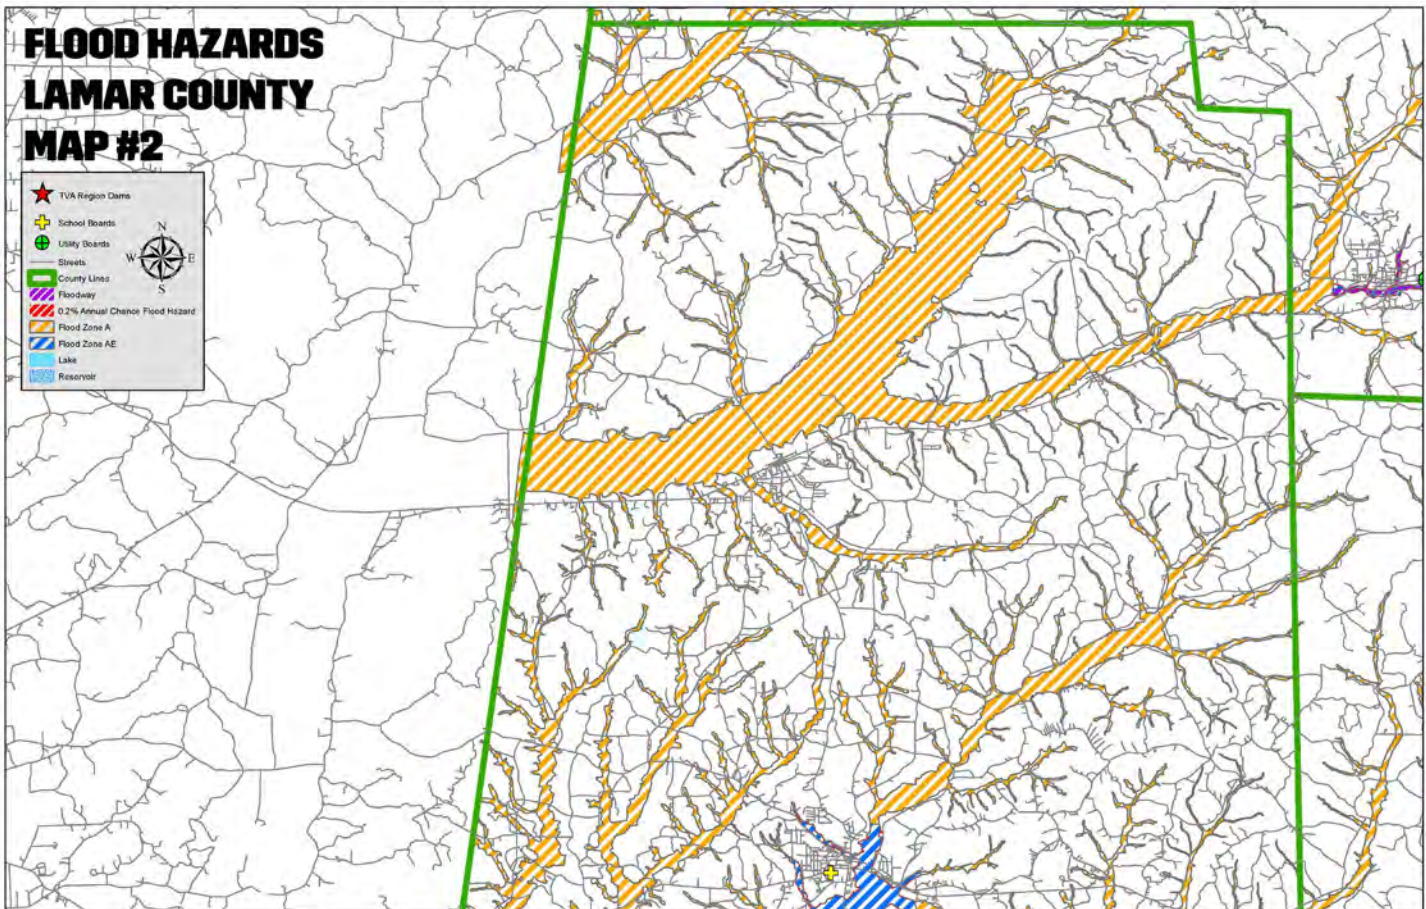 FLOOD HAZARDS
LAMAR COUNTY
MAP #2
TVA Region Dams
School Boards
Utility Boards
Streets
County Lines
Floodway
0.2% Annual Chance Flood Hazard
Flood Zone A
Flood Zone AE
Lake
Reservoir
N
W E
S